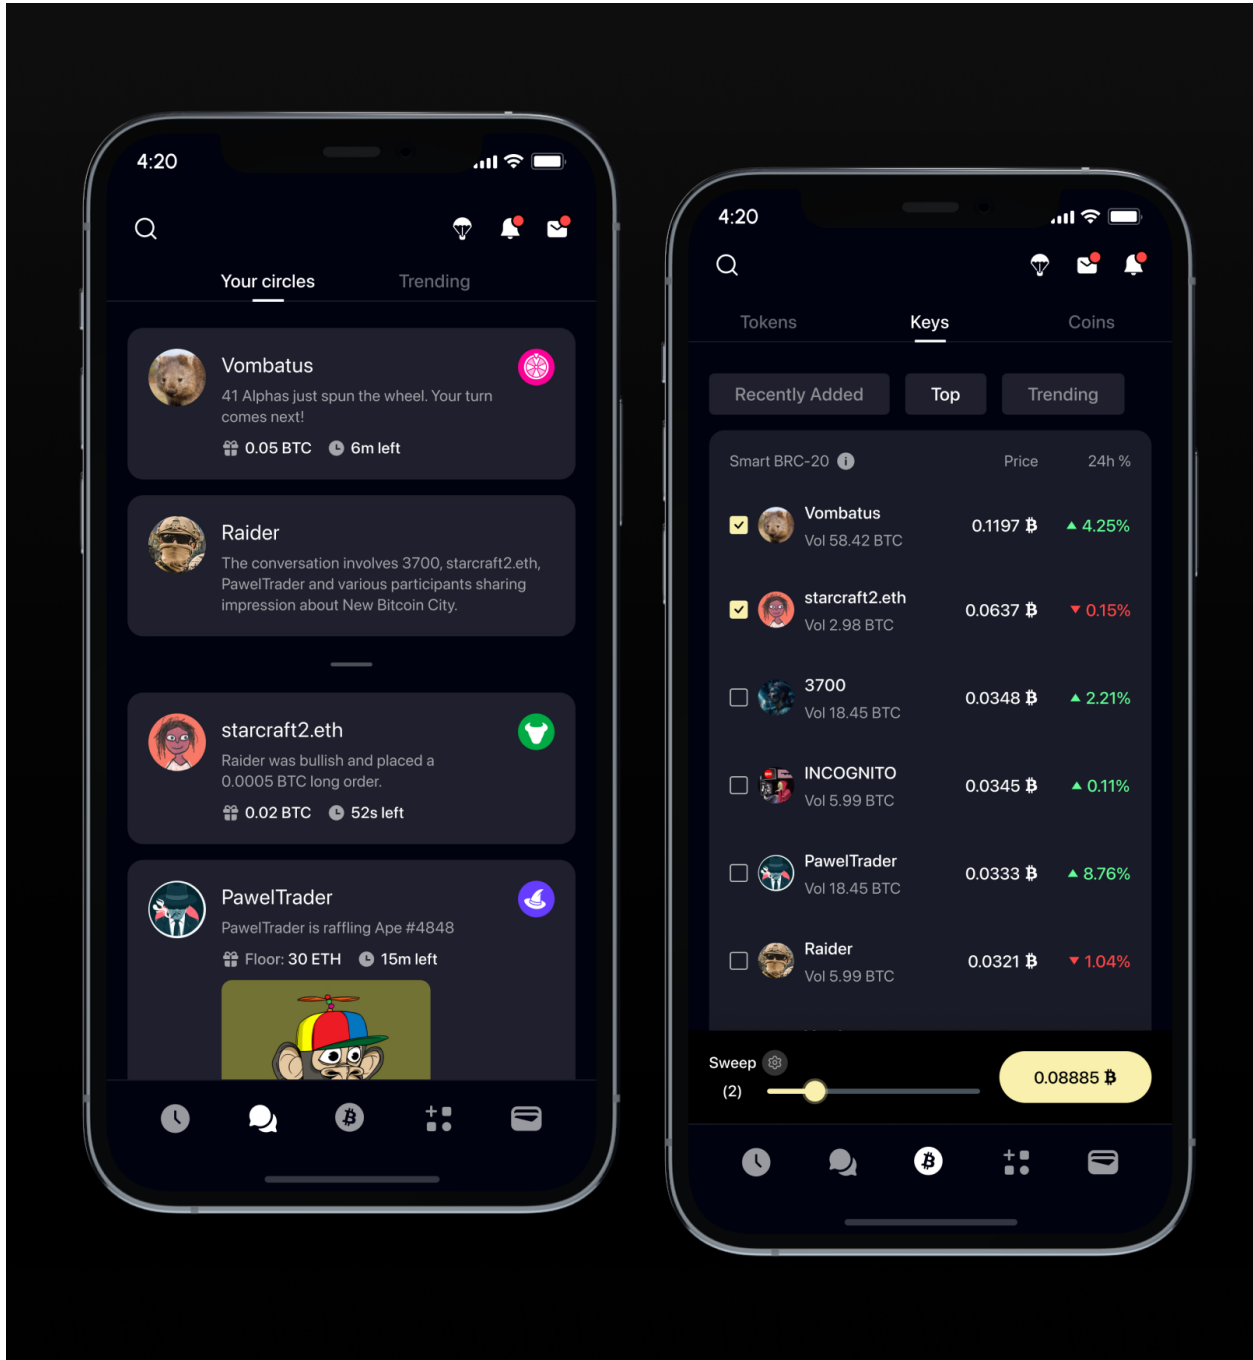 4:20
Your circles Trending
Vombatus
41 Alphas just spun the wheel. Your turn
comes next!
0.05 BTC 6m left
Raider
The conversation involves 3700, starcraft2.eth,
PawelTrader and various participants sharing
impression about New Bitcoin City.
starcraft2.eth
Raider was bullish and placed a
0.0005 BTC long order.
0.02 BTC 52s left
PawelTrader
PawelTrader is raffling Ape #4848
Floor: 30 ETH 15m left
4:20
Tokens Keys Coins
Recently Added Top Trending
Smart BRC-20 Price 24h %
Vombatus
Vol 58.42 BTC
0.1197 ₿ ▲ 4.25%
starcraft2.eth
Vol 2.98 BTC
0.0637 ₿ ▼ 0.15%
3700
Vol 18.45 BTC
0.0348 ₿ ▲ 2.21%
INCOGNITO
Vol 5.99 BTC
0.0345 ₿ ▲ 0.11%
PawelTrader
Vol 18.45 BTC
0.0333 ₿ ▲ 8.76%
Raider
Vol 5.99 BTC
0.0321 ₿ ▼ 1.04%
Sweep
(2)
0.08885 ₿